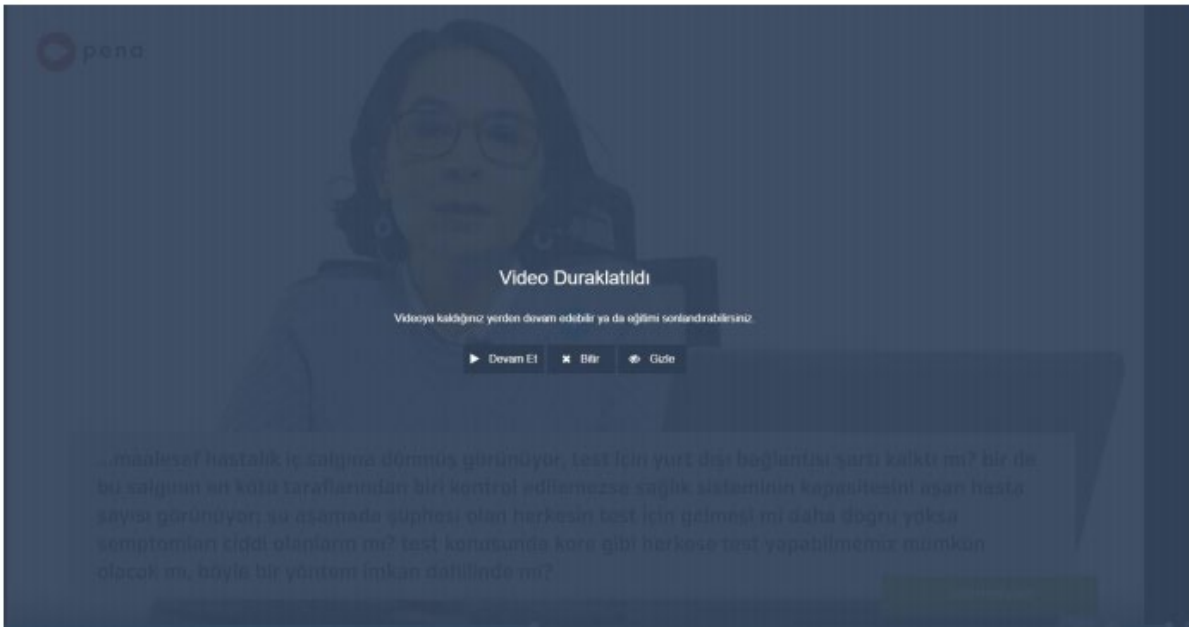 pena
Video Duraklatıldı
Videoya kaldığınız yerden devam edebilir ya da eğitimi sonlandırabilirsiniz.
Devam Et Bitir Gizle
...maalesef hastalık iç salgına dönmüş görünüyor, test için yurt dışı bağlantısı şartı kalktı mı? bir de
bu salgının en kötü taraflarından biri kontrol edilemezse sağlık sisteminin kapasitesini aşan hasta
sayısı görünüyor; şu aşamada şüphesi olan herkesin test için gelmesi mi daha doğru yoksa
semptomları ciddi olanların mı? test konusunda kore gibi herkese test yapabilmemiz mümkün
olacak mı, böyle bir yöntem imkan dahilinde mi?